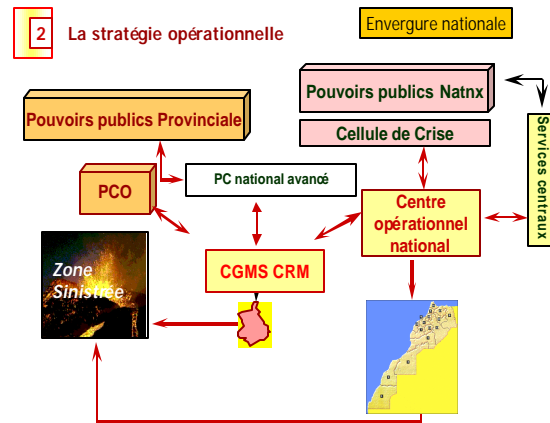 2
La stratégie opérationnelle
Envergure nationale
Pouvoirs publics Natnx
Pouvoirs publics Provinciale
Cellule de Crise
Services centraux
PCO
PC national avancé
Centre
opérationnel
national
CGMS CRM
Zone
Sinistrée